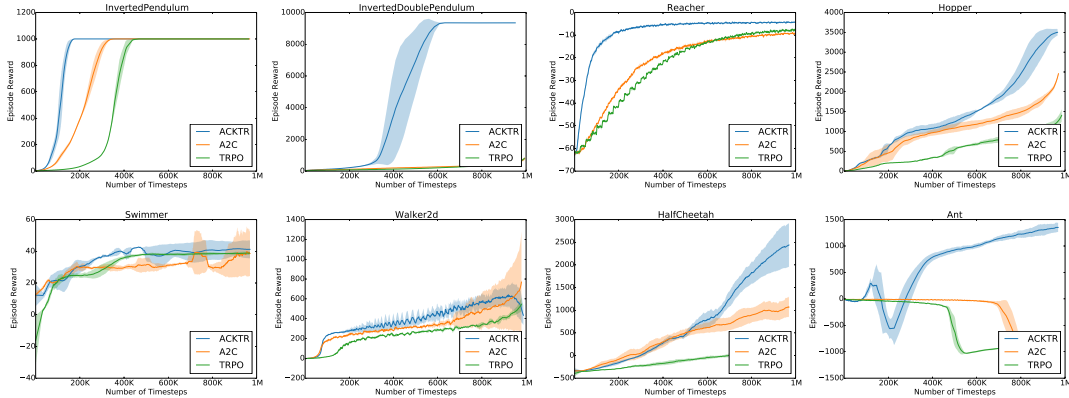 InvertedPendulum
1200
1000
800
600
400
200
0
Episode Reward
200K 400K 600K 800K 1M
Number of Timesteps
ACKTR
A2C
TRPO
InvertedDoublePendulum
10000
8000
6000
4000
2000
0
Episode Reward
200K 400K 600K 800K 1M
Number of Timesteps
ACKTR
A2C
TRPO
Reacher
0
−10
−20
−30
−40
−50
−60
−70
Episode Reward
200K 400K 600K 800K 1M
Number of Timesteps
ACKTR
A2C
TRPO
Hopper
4000
3500
3000
2500
2000
1500
1000
500
0
Episode Reward
200K 400K 600K 800K 1M
Number of Timesteps
ACKTR
A2C
TRPO
Swimmer
60
40
20
0
−20
−40
Episode Reward
200K 400K 600K 800K 1M
Number of Timesteps
ACKTR
A2C
TRPO
Walker2d
1400
1200
1000
800
600
400
200
0
−200
Episode Reward
200K 400K 600K 800K 1M
Number of Timesteps
ACKTR
A2C
TRPO
HalfCheetah
3000
2500
2000
1500
1000
500
0
−500
Episode Reward
200K 400K 600K 800K 1M
Number of Timesteps
ACKTR
A2C
TRPO
Ant
1500
1000
500
0
−500
−1000
−1500
Episode Reward
200K 400K 600K 800K 1M
Number of Timesteps
ACKTR
A2C
TRPO